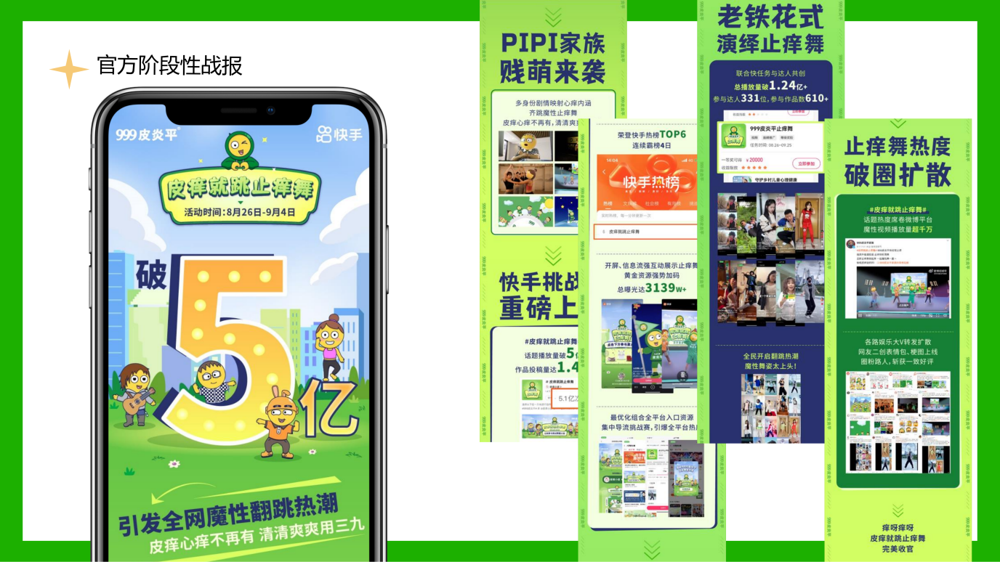 官方阶段性战报
999皮炎平
快手
皮痒就跳止痒舞
活动时间：8月26日-9月4日
破
5亿
引发全网魔性翻跳热潮
皮痒心痒不再有 清清爽爽用三九
PIPI家族
贱萌来袭
多身份剧情映射心痒内涵
齐跳魔性止痒舞
皮痒心痒不再有,清清爽
快手挑战
重磅上
#皮痒就跳止痒舞
话题播放量破5
作品投稿量达1.4
# 皮痒就跳止痒舞
5.1亿次
荣登快手热榜TOP6
连续霸榜4日
14:04
快手热榜
热榜
皮痒就跳止痒舞
开屏、信息流强互动展示止痒舞
黄金资源强势加码
总曝光达3139W+
最优化组合全平台入口资源
集中导流挑战赛,引爆全平台热
老铁花式
演绎止痒舞
联合快任务与达人共创
总播放量破1.24亿+
参与达人331位,参与作品数610+
立即参加
999皮炎平止痒舞
任务时间: 08.26~09.25
一等奖可得 ¥20000
收益指数
立即参加
守护乡村儿童心理健康
全民开启翻跳热潮
魔性舞姿太上头!
止痒舞热度
破圈扩散
#皮痒就跳止痒舞#
话题热度席卷微博平台
魔性视频播放量超千万
各路娱乐大V转发扩散
网友二创表情包、梗图上线
圈粉路人,斩获一致好评
痒呀痒呀
皮痒就跳止痒舞
完美收官